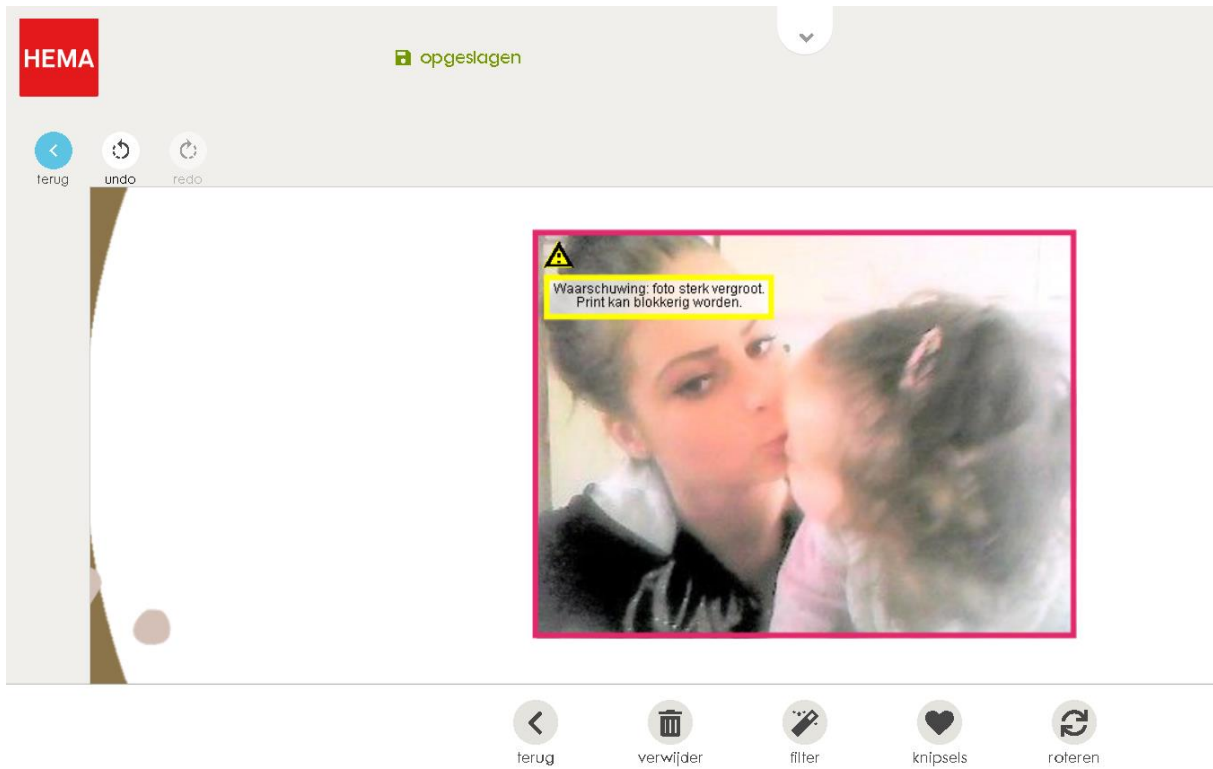 HEMA
opgeslagen
terug
undo
redo
Waarschuwing: foto sterk vergroot.
Print kan blokkerig worden.
terug
verwijder
filter
knipsels
roteren